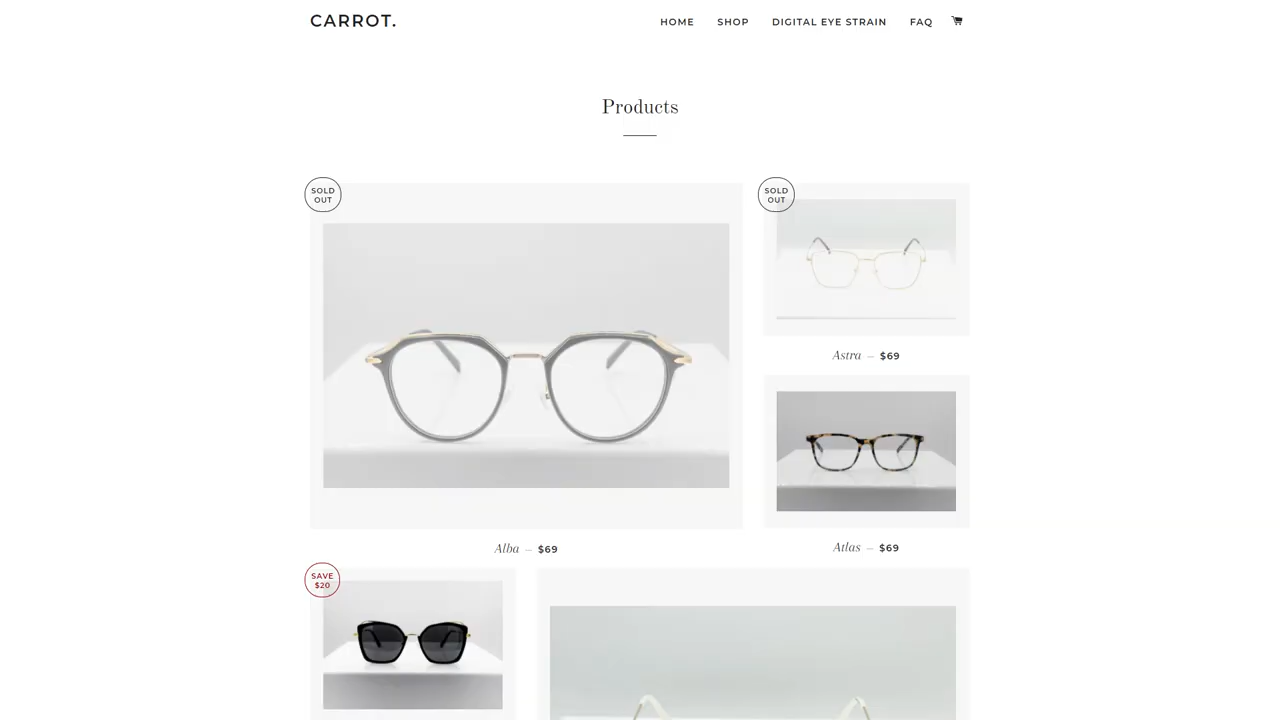 CARROT.
HOME SHOP DIGITAL EYE STRAIN FAQ
Products
SOLD
OUT
SOLD
OUT
Astra — $69
Alba — $69
Atlas — $69
SAVE
$20